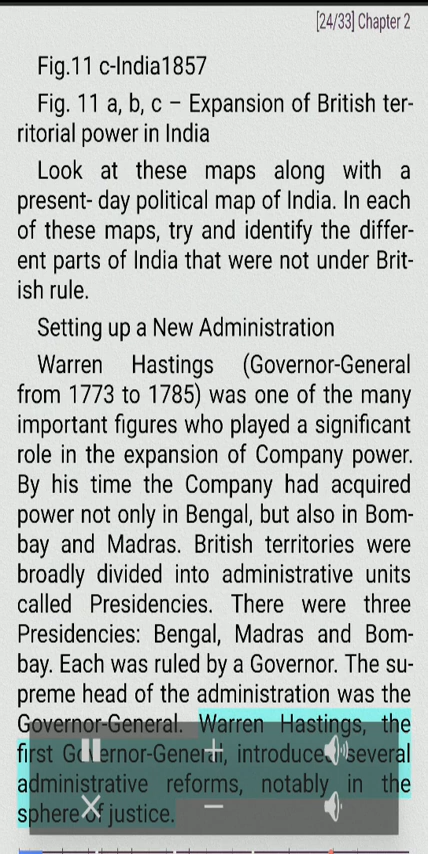 [24/33] Chapter 2
Fig.11 c-India1857
Fig. 11 a, b, c – Expansion of British ter-
ritorial power in India
Look at these maps along with a
present- day political map of India. In each
of these maps, try and identify the differ-
ent parts of India that were not under Brit-
ish rule.
Setting up a New Administration
Warren Hastings (Governor-General
from 1773 to 1785) was one of the many
important figures who played a significant
role in the expansion of Company power.
By his time the Company had acquired
power not only in Bengal, but also in Bom-
bay and Madras. British territories were
broadly divided into administrative units
called Presidencies. There were three
Presidencies: Bengal, Madras and Bom-
bay. Each was ruled by a Governor. The su-
preme head of the administration was the
Governor-General. Warren Hastings, the
first Governor-General, introduced several
administrative reforms, notably in the
sphere of justice.